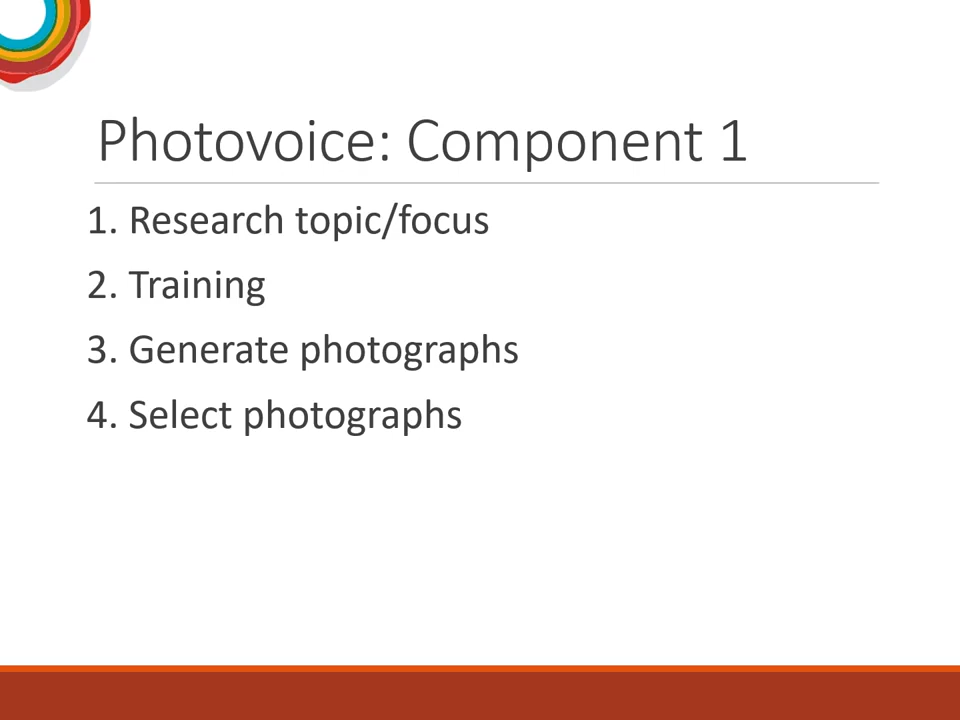 Photovoice: Component 1
1. Research topic/focus
2. Training
3. Generate photographs
4. Select photographs